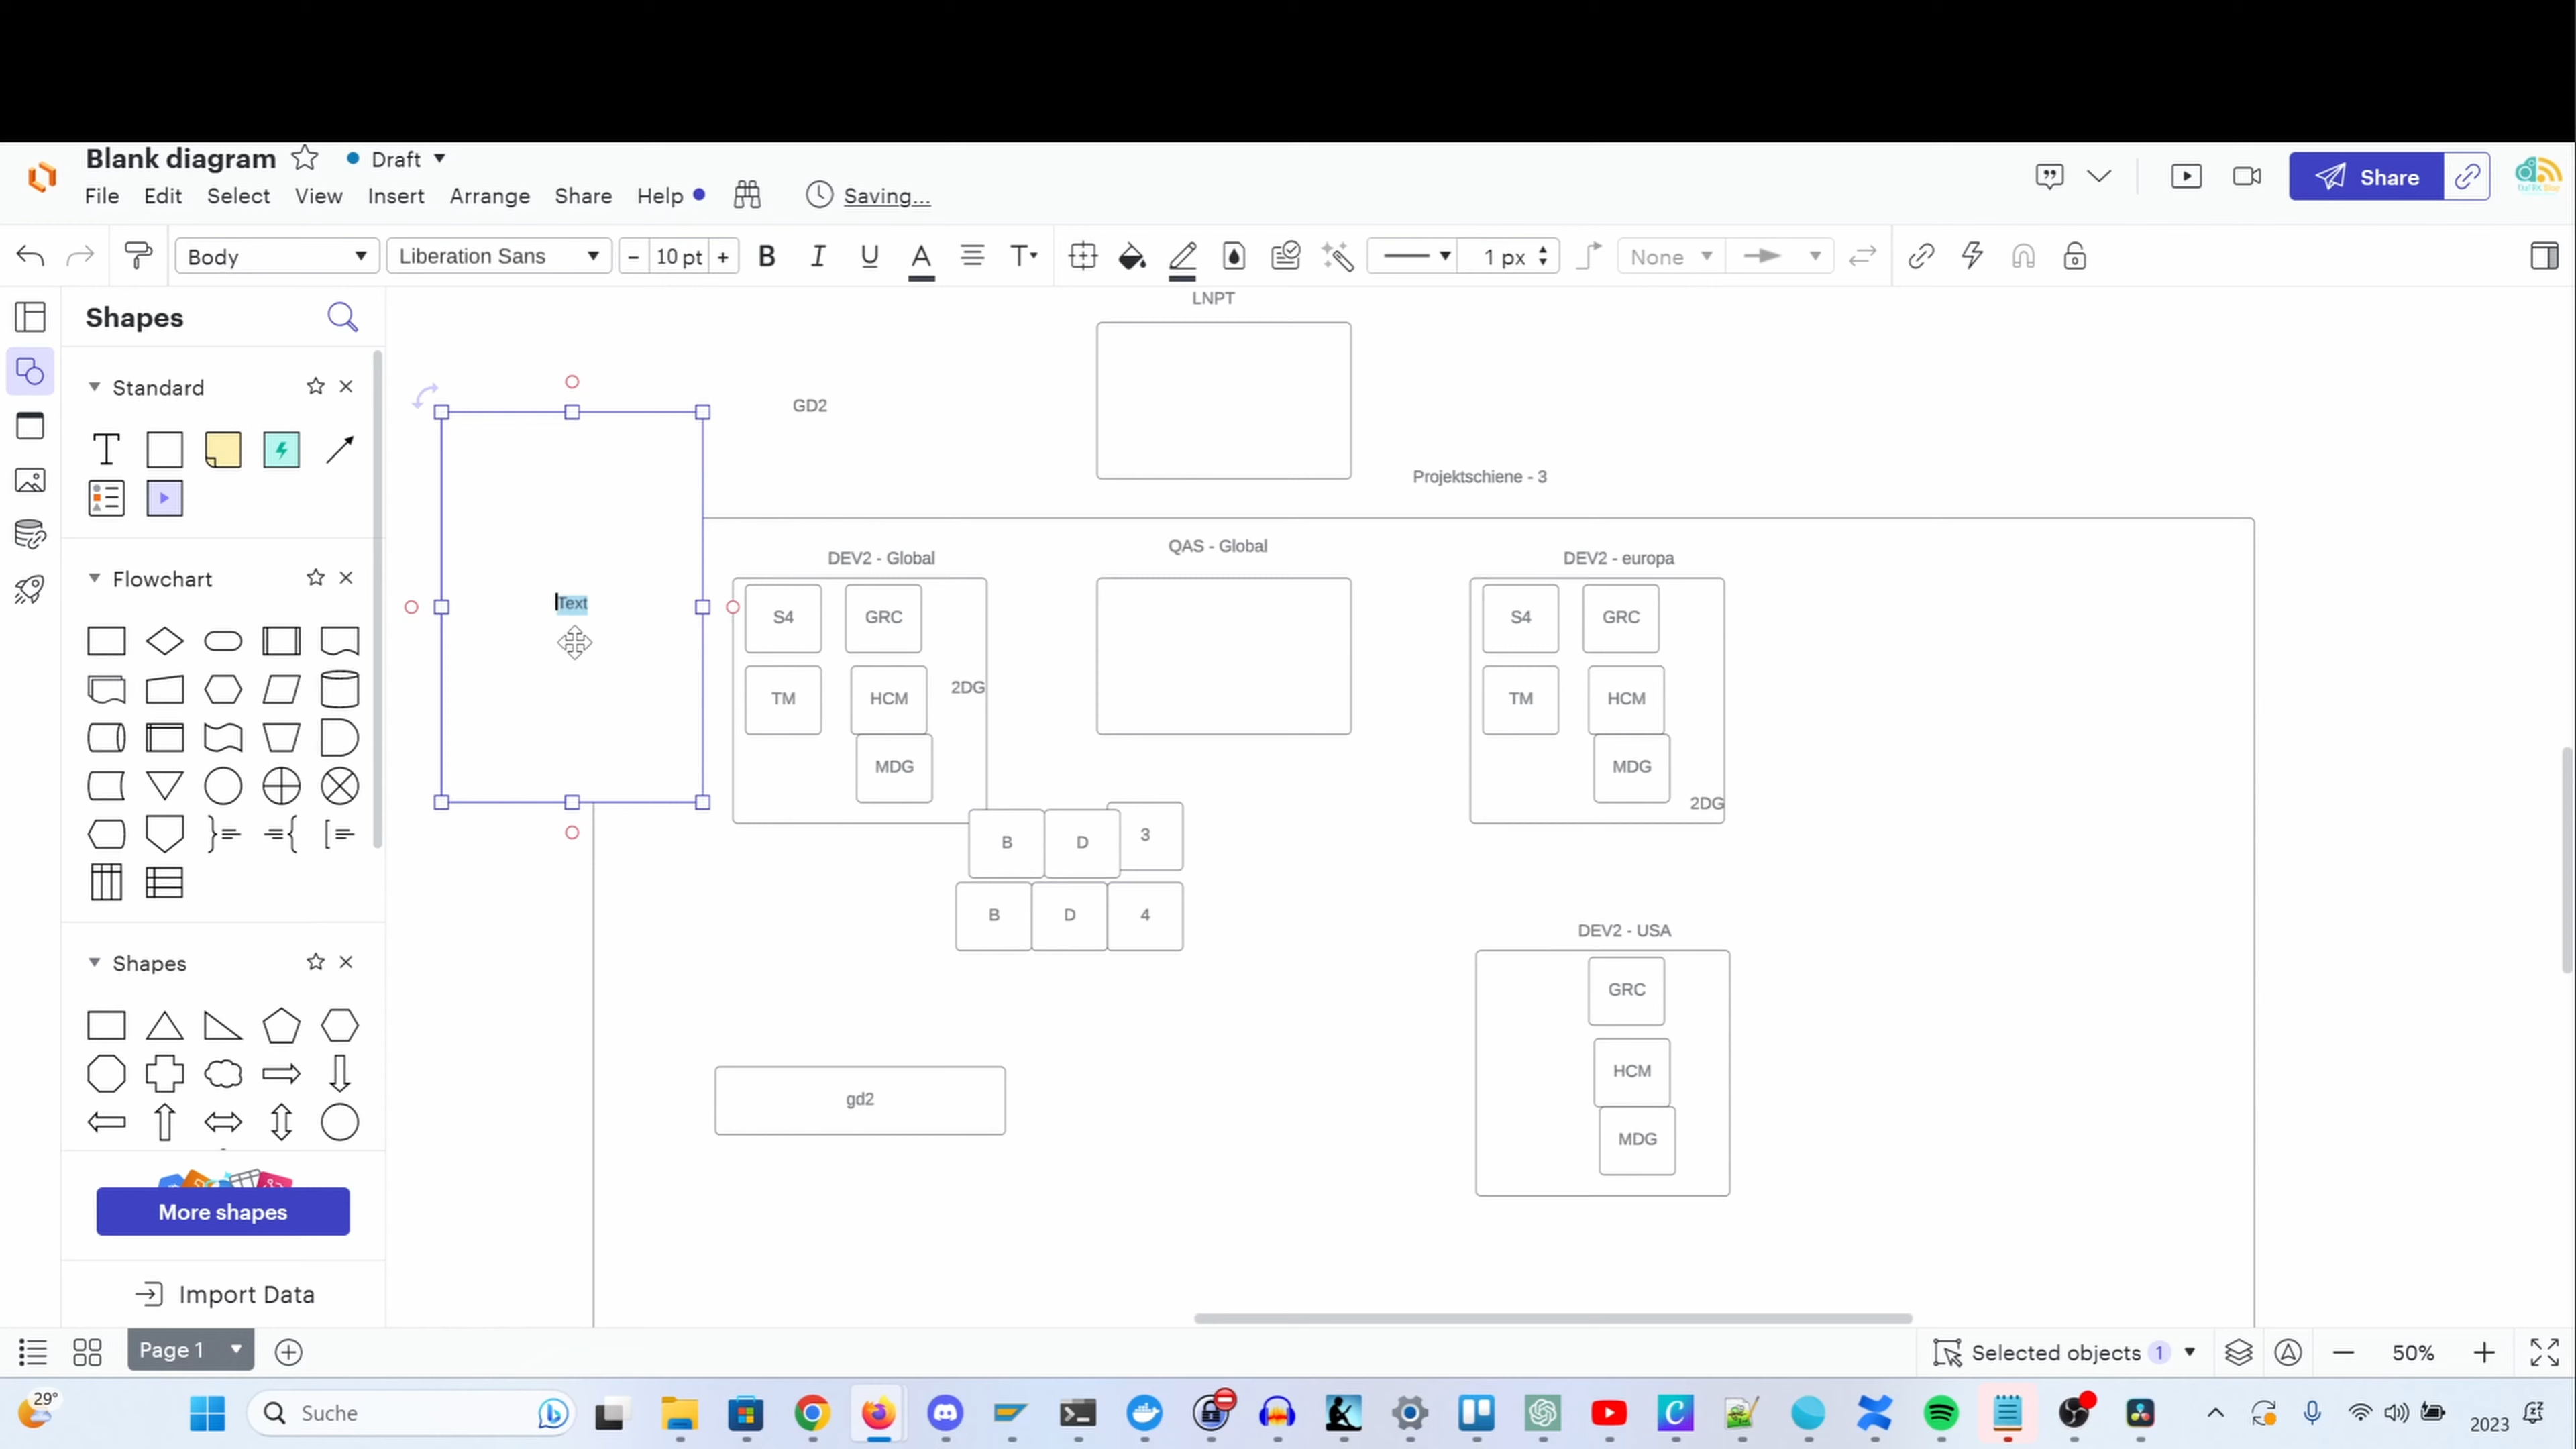 Blank diagram
Draft
File Edit Select View Insert Arrange Share Help
Saving...
Share
Body
Liberation Sans
10 pt
1 px
None
Shapes
Standard
Flowchart
Shapes
More shapes
Import Data
LNPT
GD2
Projektschiene - 3
Text
DEV2 - Global
S4
GRC
TM
HCM
2DG
MDG
QAS - Global
DEV2 - europa
S4
GRC
TM
HCM
MDG
2DG
B
D
3
B
D
4
DEV2 - USA
GRC
HCM
MDG
gd2
Page 1
Selected objects 1
50%
29°
Suche
2023